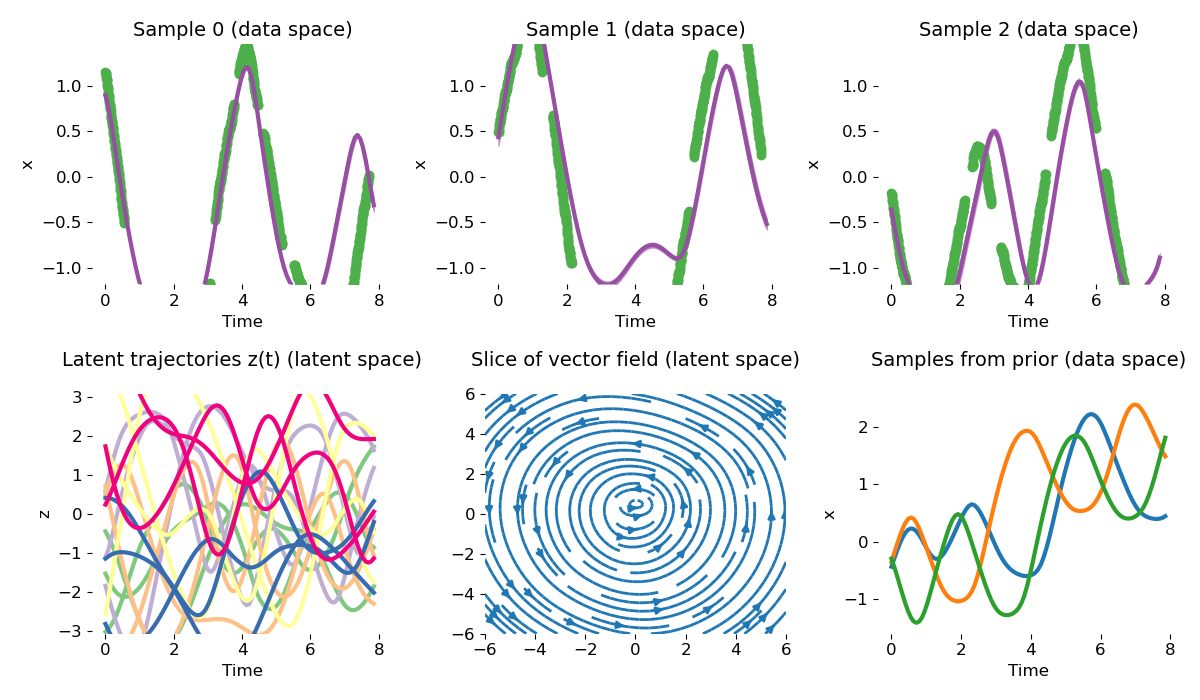 Sample 0 (data space)
Sample 1 (data space)
Sample 2 (data space)
x
1.0
0.5
0.0
−0.5
−1.0
0 2 4 6 8
Time
x
1.0
0.5
0.0
−0.5
−1.0
0 2 4 6 8
Time
x
1.0
0.5
0.0
−0.5
−1.0
0 2 4 6 8
Time
Latent trajectories z(t) (latent space)
Slice of vector field (latent space)
Samples from prior (data space)
z
3
2
1
0
−1
−2
−3
0 2 4 6 8
Time
6
4
2
0
−2
−4
−6
−6 −4 −2 0 2 4 6
x
2
1
0
−1
0 2 4 6 8
Time